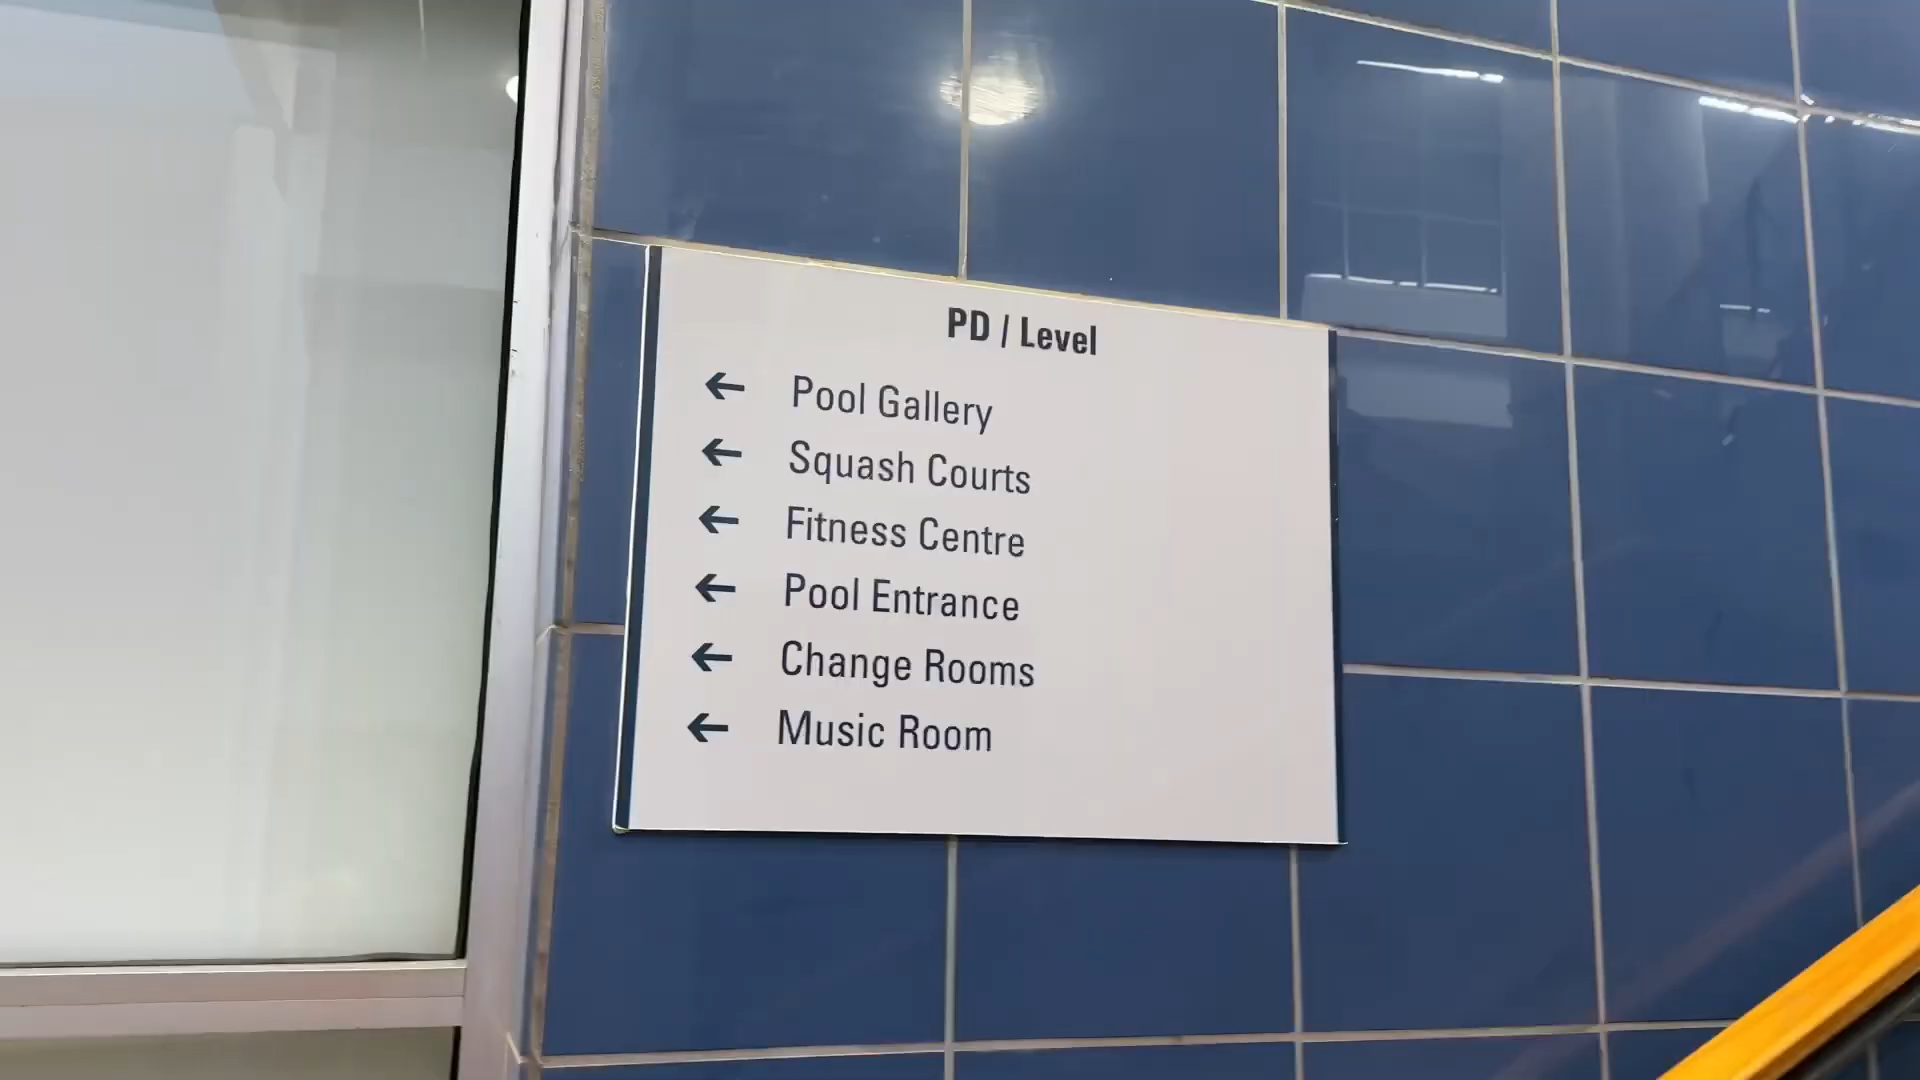 PD / Level
← Pool Gallery
← Squash Courts
← Fitness Centre
← Pool Entrance
← Change Rooms
← Music Room